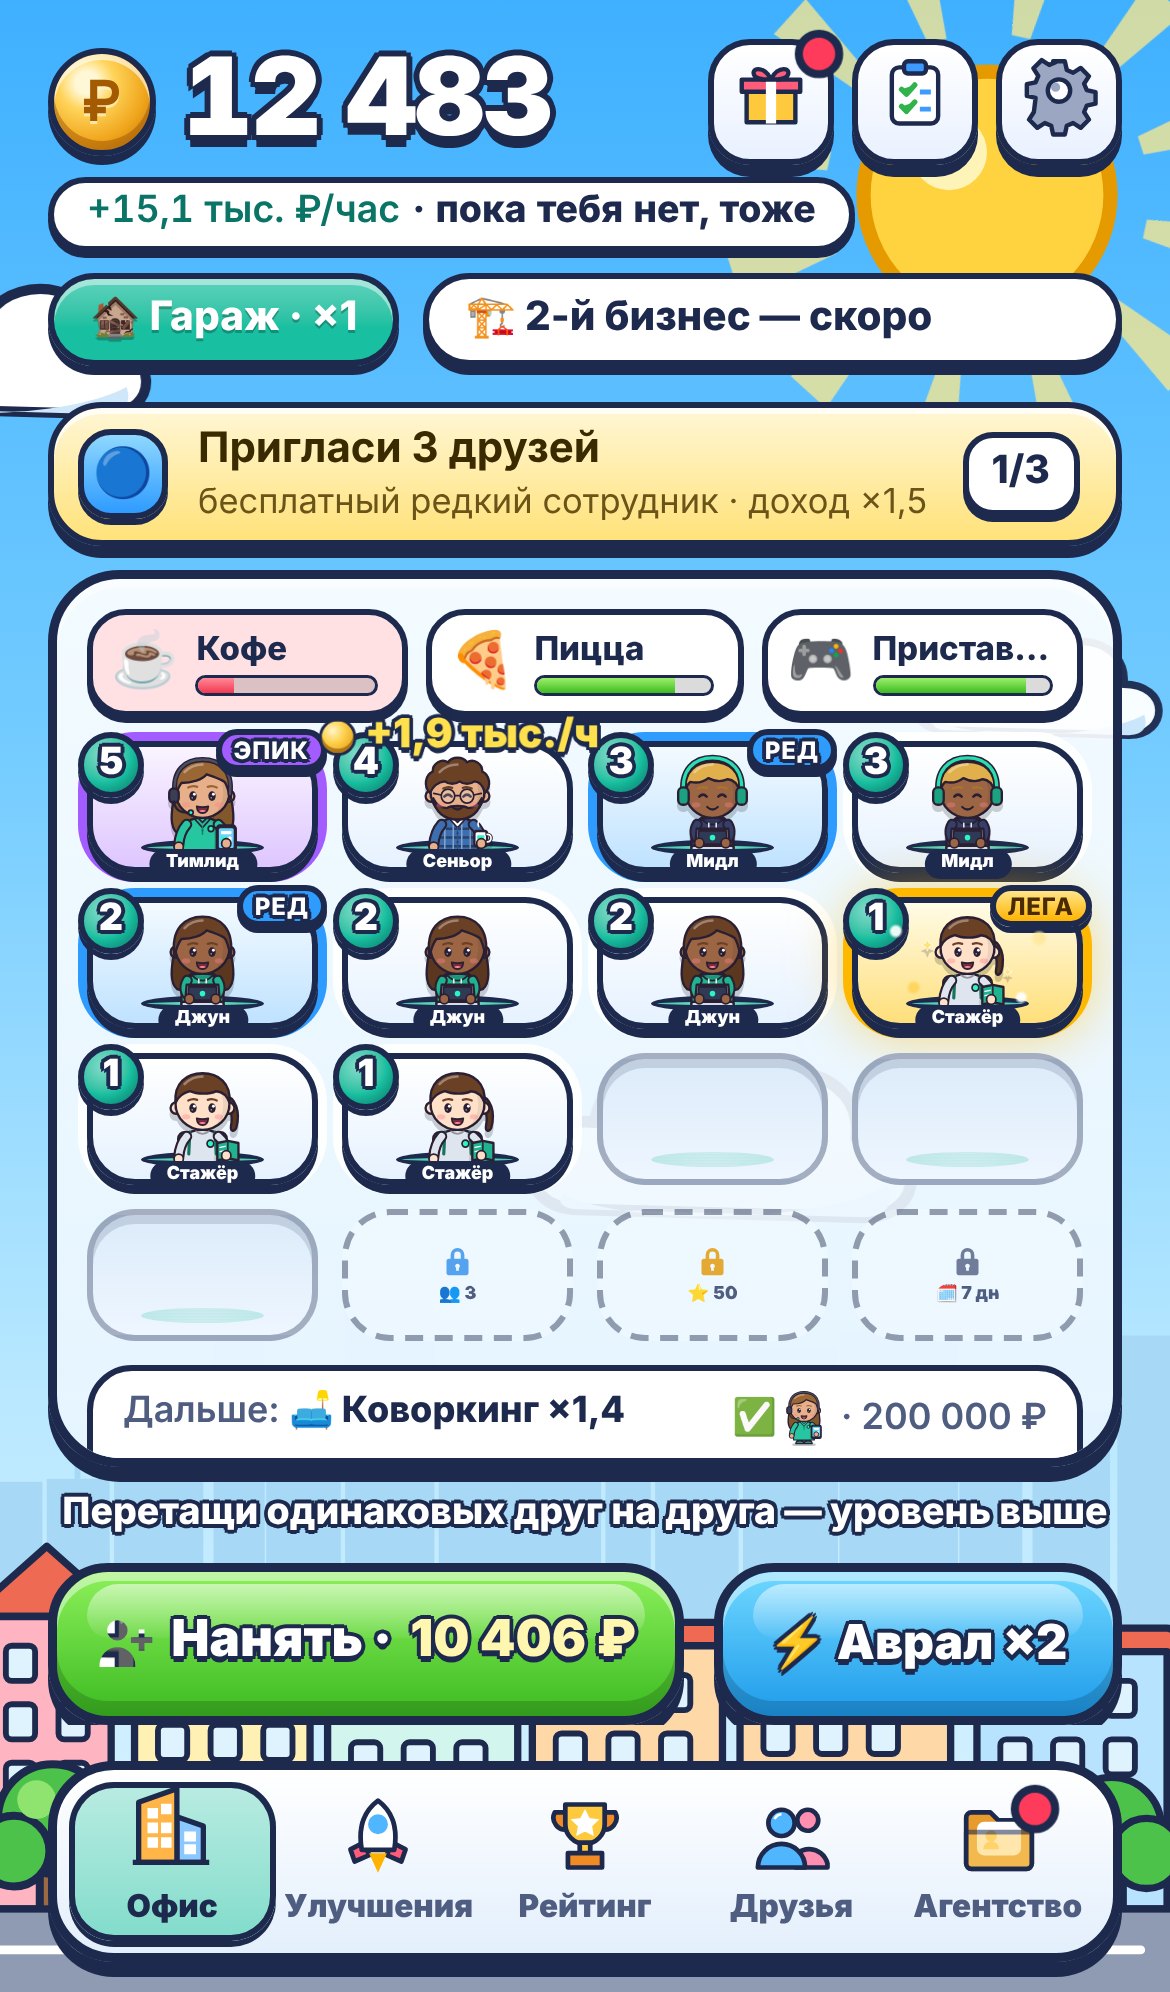 ₽ 12 483
+15,1 тыс. ₽/час · пока тебя нет, тоже
Гараж · ×1
2-й бизнес — скоро
Пригласи 3 друзей
бесплатный редкий сотрудник · доход ×1,5
1/3
Кофе
Пицца
Пристав...
+1,9 тыс./ч
5 ЭПИК
Тимлид
4
Сеньор
3 РЕД
Мидл
3
Мидл
2 РЕД
Джун
2
Джун
2
Джун
1 ЛЕГА
Стажёр
1
Стажёр
1
Стажёр
3
50
7 дн
Дальше: Коворкинг ×1,4
· 200 000 ₽
Перетащи одинаковых друг на друга — уровень выше
Нанять · 10 406 ₽
Аврал ×2
Офис
Улучшения
Рейтинг
Друзья
Агентство